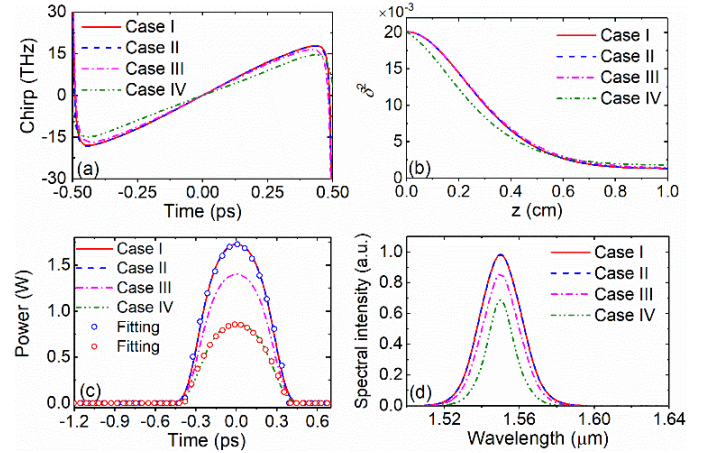 30
15
0
-15
-30
Chirp (THz)
Case I
Case II
Case III
Case IV
(a)
-0.50 -0.25 0.00 0.25 0.50
Time (ps)
×10⁻³
20
15
10
5
0
δ²
Case I
Case II
Case III
Case IV
(b)
0.0 0.2 0.4 0.6 0.8 1.0
z (cm)
1.5
1.0
0.5
0.0
Power (W)
Case I
Case II
Case III
Case IV
Fitting
Fitting
(c)
-1.2 -0.9 -0.6 -0.3 0.0 0.3 0.6
Time (ps)
1.0
0.8
0.6
0.4
0.2
0.0
Spectral intensity (a.u.)
Case I
Case II
Case III
Case IV
(d)
1.52 1.56 1.60 1.64
Wavelength (μm)